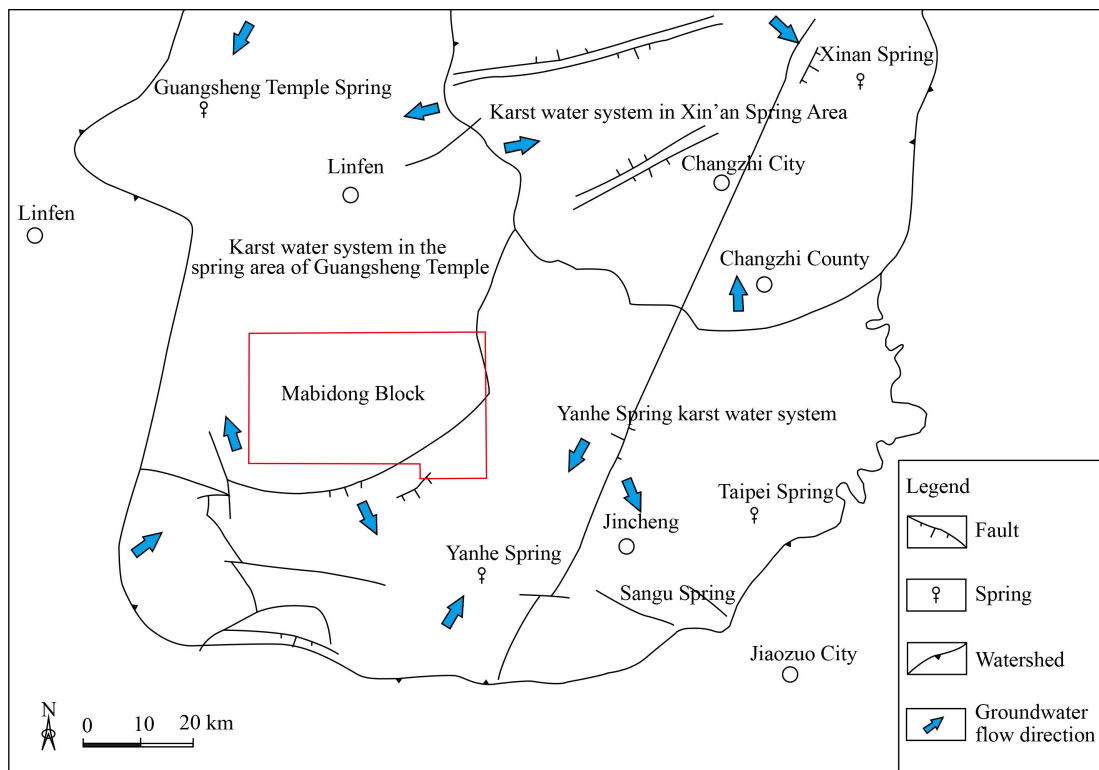 Xinan Spring
Guangsheng Temple Spring
Karst water system in Xin'an Spring Area
Linfen
Changzhi City
Linfen
Karst water system in the
spring area of Guangsheng Temple
Changzhi County
Mabidong Block
Yanhe Spring karst water system
Taipei Spring
Jincheng
Yanhe Spring
Sangu Spring
Jiaozuo City
N
0 10 20 km
Legend
Fault
Spring
Watershed
Groundwater
flow direction